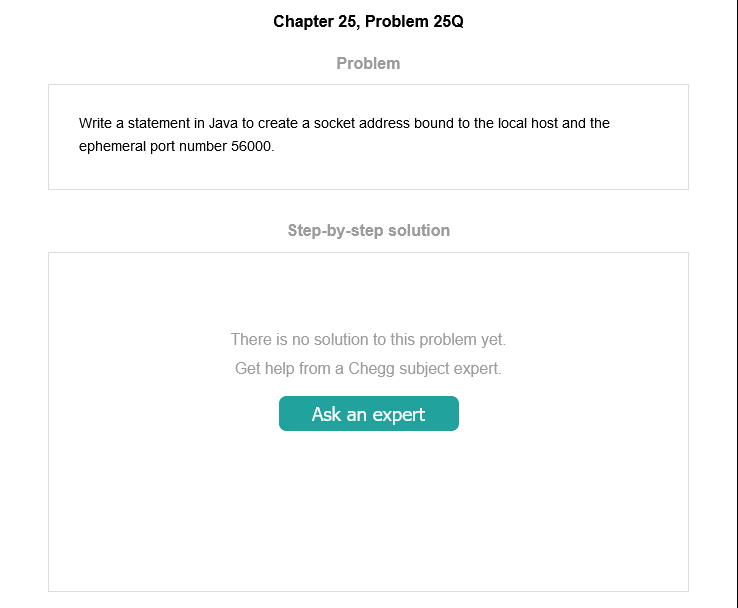 Chapter 25, Problem 25Q
Problem
Write a statement in Java to create a socket address bound to the local host and the
ephemeral port number 56000.
Step-by-step solution
There is no solution to this problem yet.
Get help from a Chegg subject expert.
Ask an expert